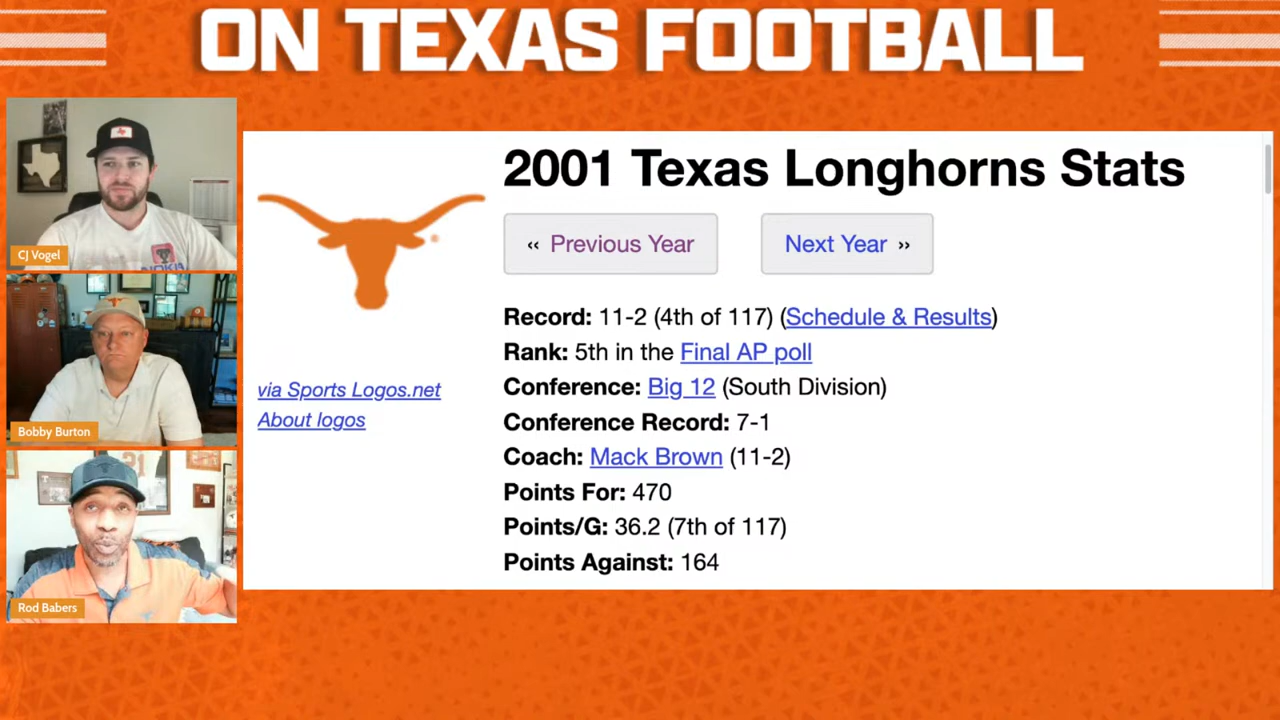 ON TEXAS FOOTBALL
CJ Vogel
NOKIA
Bobby Burton
21
Rod Babers
2001 Texas Longhorns Stats
‹‹ Previous Year
Next Year ››
via Sports Logos.net
About logos
Record: 11-2 (4th of 117) (Schedule & Results)
Rank: 5th in the Final AP poll
Conference: Big 12 (South Division)
Conference Record: 7-1
Coach: Mack Brown (11-2)
Points For: 470
Points/G: 36.2 (7th of 117)
Points Against: 164